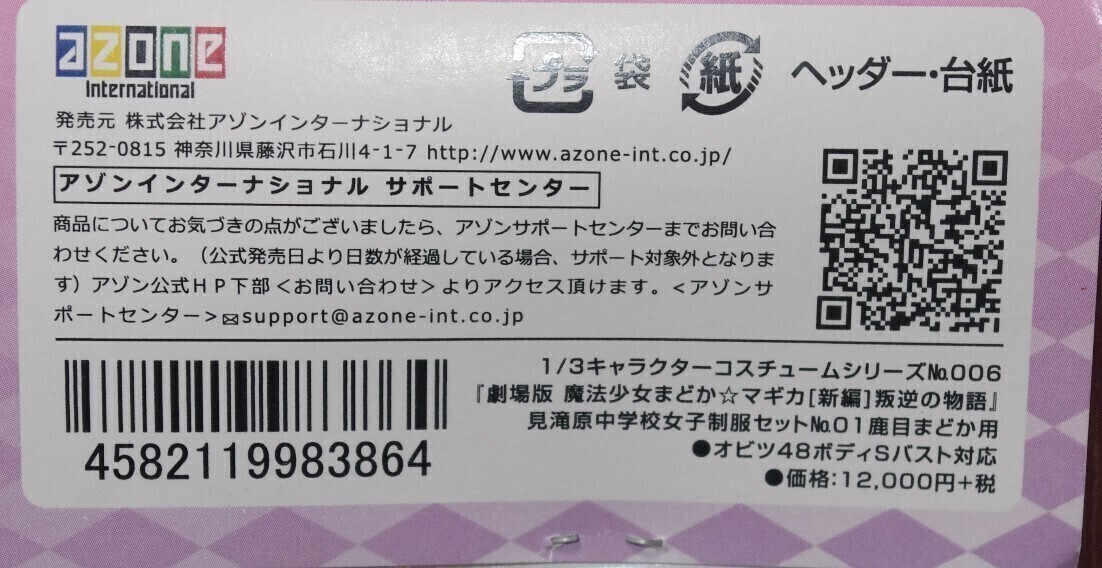 azone
International
プラ 袋 紙 ヘッダー・台紙
発売元 株式会社アゾンインターナショナル
〒252-0815 神奈川県藤沢市石川4-1-7 http://www.azone-int.co.jp/
アゾンインターナショナル サポートセンター
商品についてお気づきの点がございましたら、アゾンサポートセンターまでお問い合
わせください。（公式発売日より日数が経過している場合、サポート対象外となりま
す）アゾン公式ＨＰ下部＜お問い合わせ＞よりアクセス頂けます。＜アゾンサ
ポートセンター＞✉support@azone-int.co.jp
4582119983864
1/3キャラクターコスチュームシリーズ№006
『劇場版 魔法少女まどか☆マギカ[新編]叛逆の物語』
見滝原中学校女子制服セット№01鹿目まどか用
●オビツ48ボディSバスト対応
●価格:12,000円+税